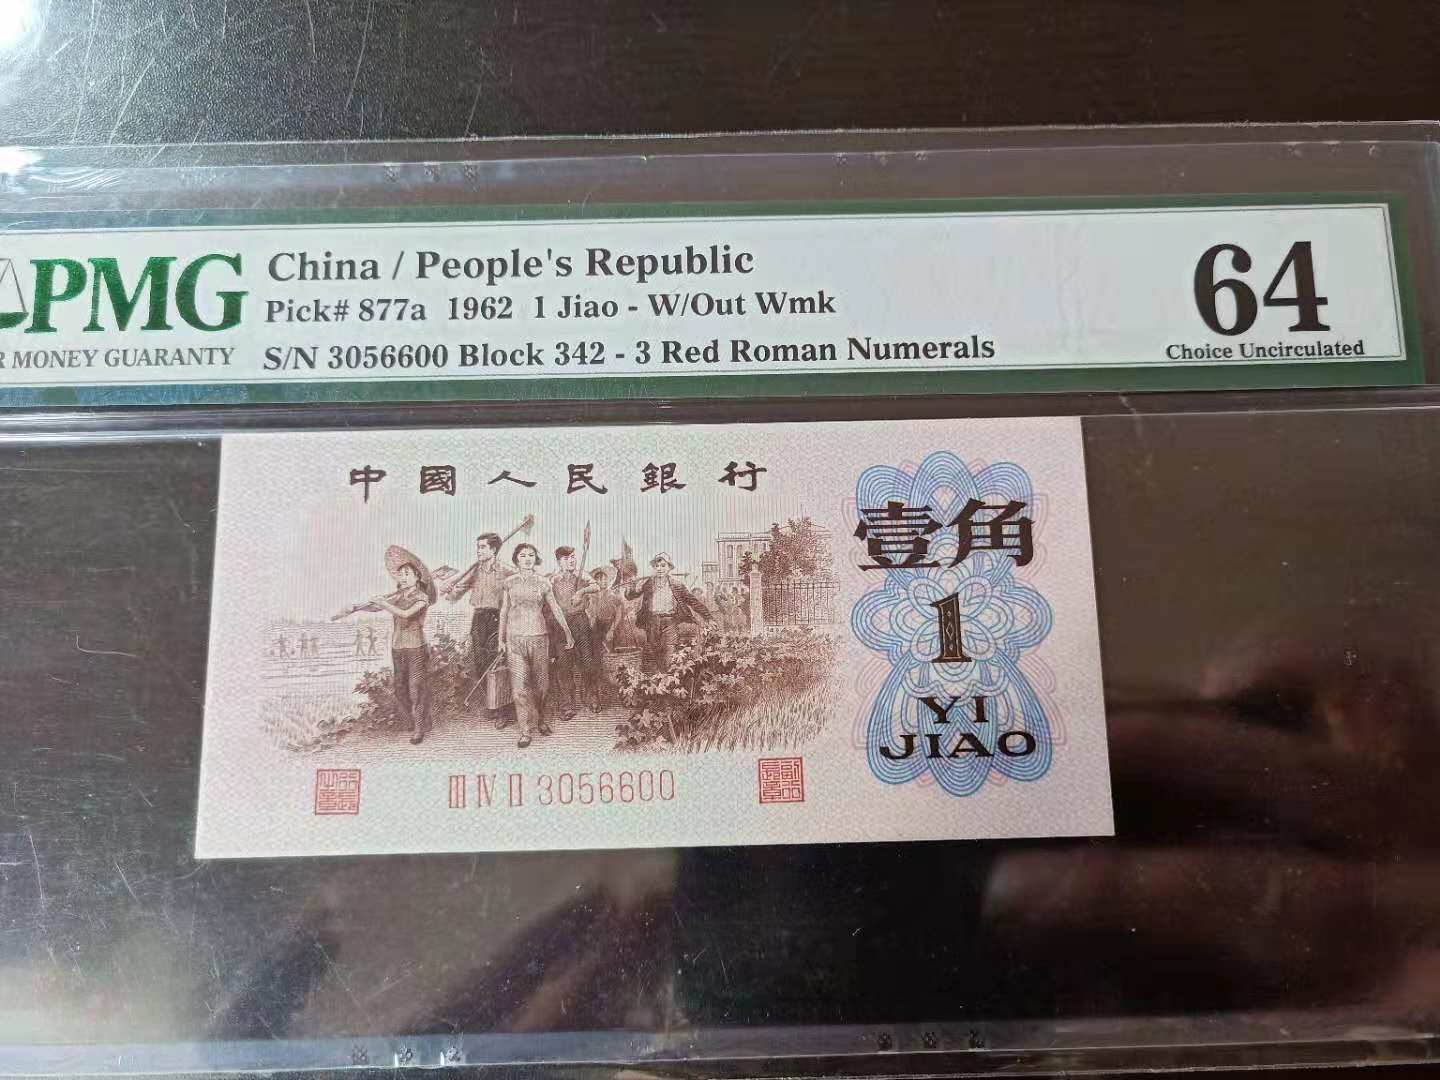 PMG
China / People's Republic
Pick# 877a 1962 1 Jiao - W/Out Wmk
S/N 3056600 Block 342 - 3 Red Roman Numerals
MONEY GUARANTY
64
Choice Uncirculated
中國人民銀行
壹角
1
YI
JIAO
III IV II 3056600